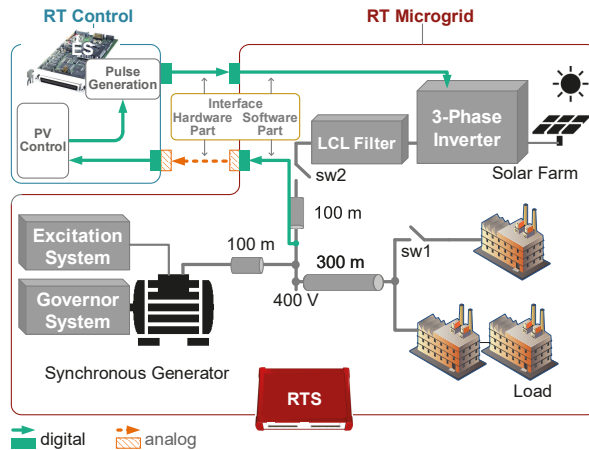 RT Control
RT Microgrid
ES
Pulse
Generation
Interface
Hardware Software
Part Part
PV
Control
3-Phase
Inverter
LCL Filter
Solar Farm
sw2
100 m
Excitation
System
100 m
300 m
sw1
Governor
System
400 V
Synchronous Generator
Load
RTS
digital
analog